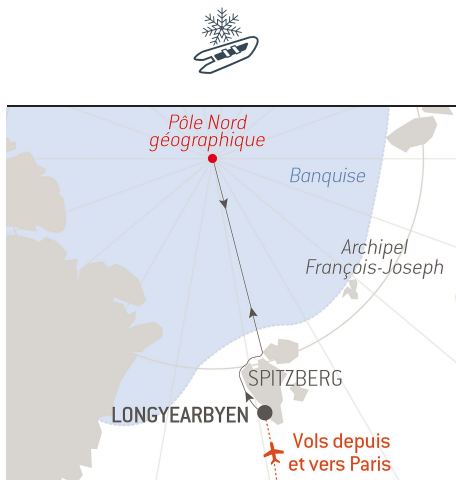 Pôle Nord
géographique
Banquise
Archipel
François-Joseph
SPITZBERG
LONGYEARBYEN
Vols depuis
et vers Paris